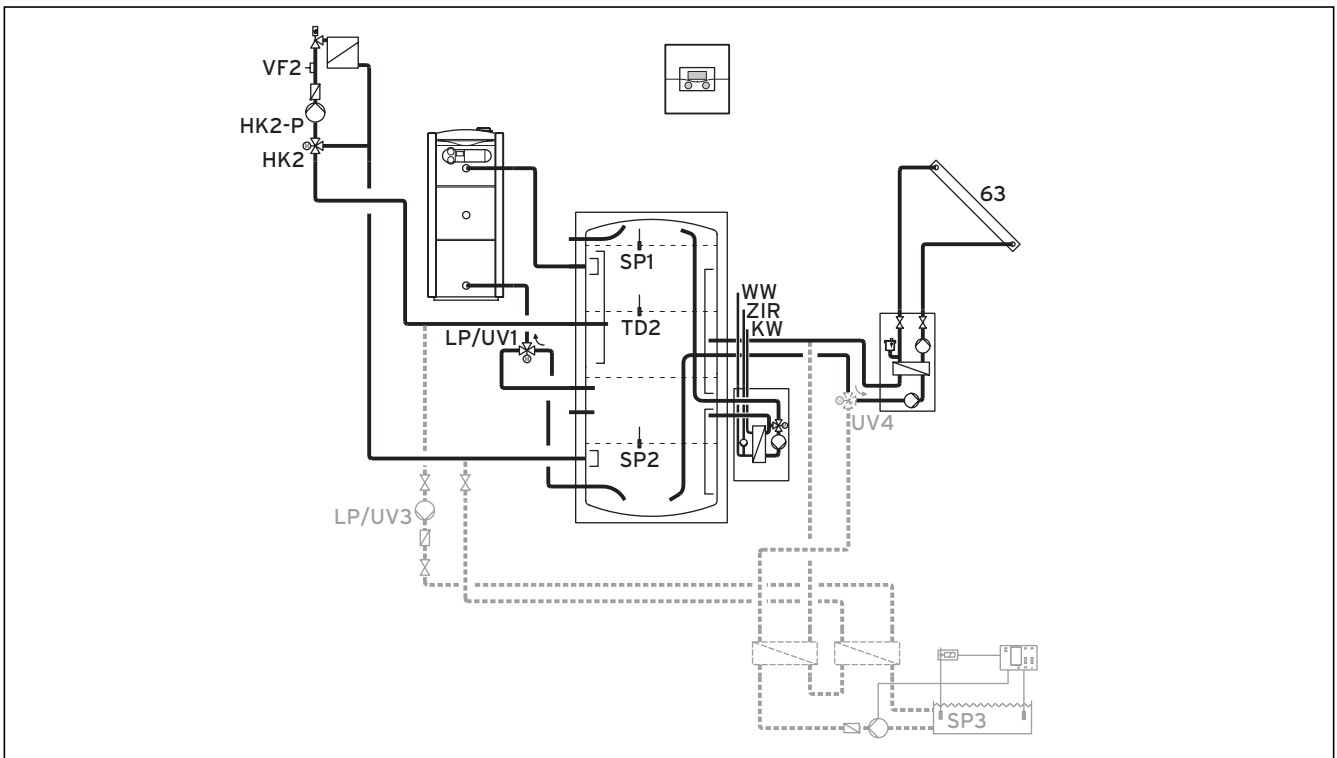 VF2
HK2-P
HK2
63
SP1
WW
ZIR
KW
TD2
LP/UV1
UV4
SP2
LP/UV3
SP3